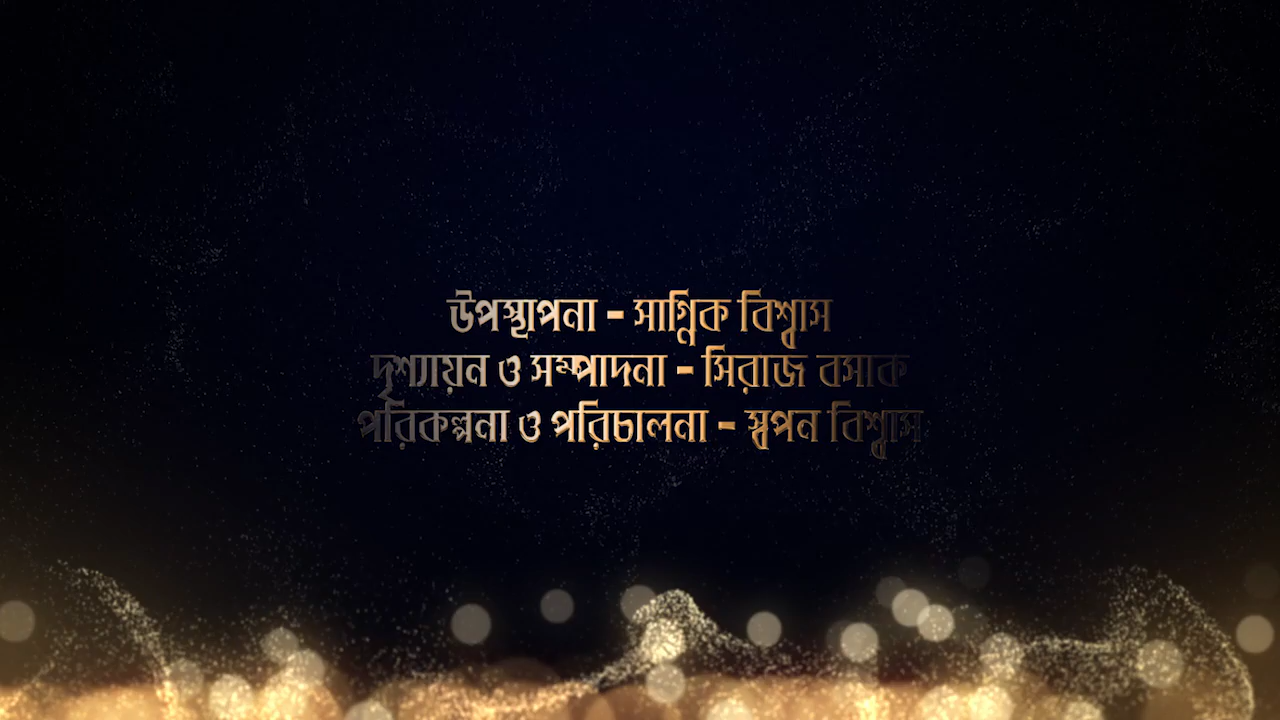 উপস্থাপনা - সাগ্নিক বিশ্বাস
দৃশ্যায়ন ও সম্পাদনা - সিরাজ বসাক
পরিকল্পনা ও পরিচালনা - স্বপন বিশ্বাস